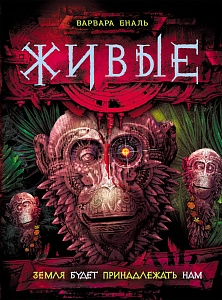 ВАРВАРА ЕНАЛЬ
ЖИВЫЕ
ЗЕМЛЯ БУДЕТ ПРИНАДЛЕЖАТЬ НАМ